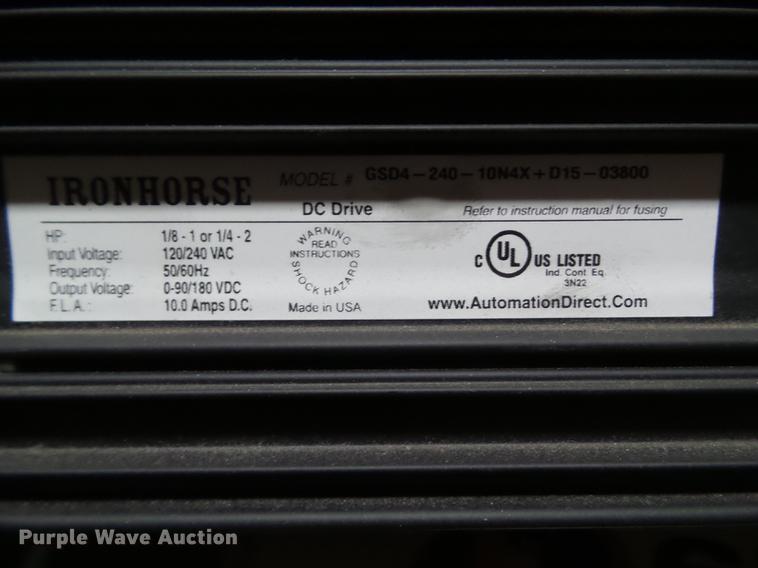 IRONHORSE MODEL # GSD4-240-10N4X+D15-03800
DC Drive Refer to instruction manual for fusing
HP: 1/8 - 1 or 1/4 - 2
Input Voltage: 120/240 VAC
Frequency: 50/60Hz
Output Voltage: 0-90/180 VDC
F.L.A.: 10.0 Amps D.C.
WARNING
READ
INSTRUCTIONS
SHOCK HAZARD
Made in USA
C UL US LISTED
Ind. Cont. Eq.
3N22
www.AutomationDirect.Com
Purple Wave Auction